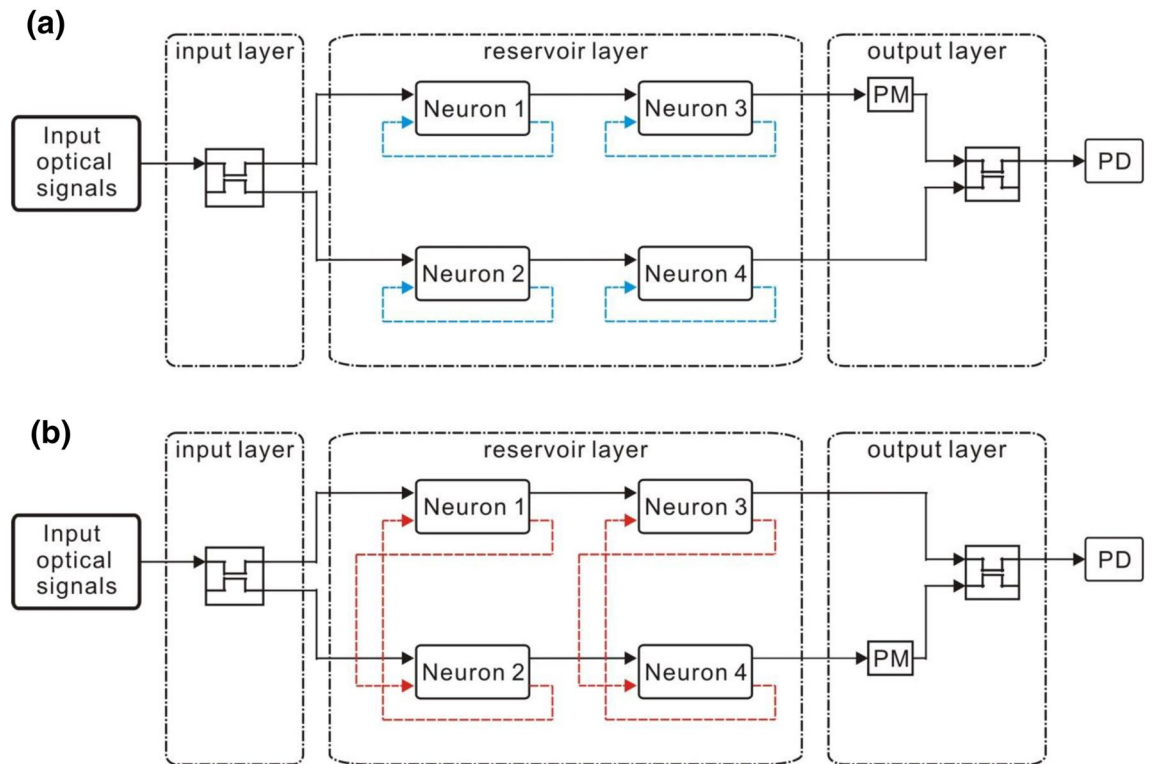 (a)
input layer
reservoir layer
output layer
Input
optical
signals
Neuron 1
Neuron 3
PM
PD
Neuron 2
Neuron 4
(b)
input layer
reservoir layer
output layer
Input
optical
signals
Neuron 1
Neuron 3
PD
Neuron 2
Neuron 4
PM